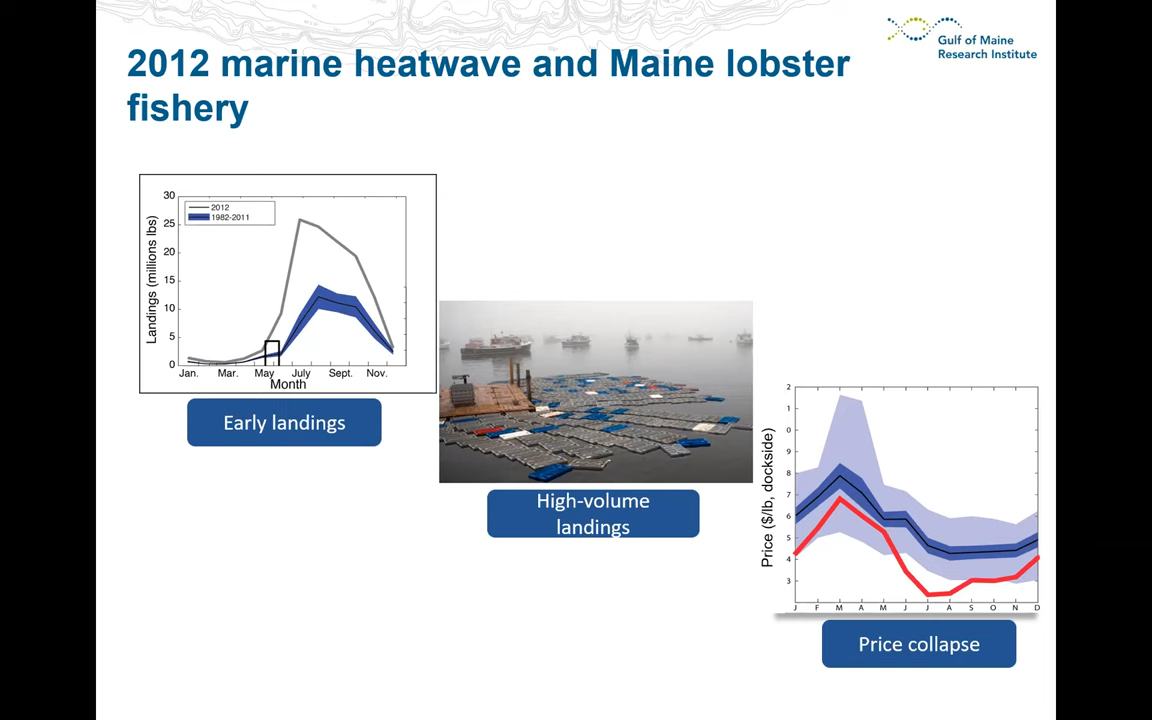 Gulf of Maine
Research Institute
2012 marine heatwave and Maine lobster
fishery
30
25
20
15
10
5
0
Landings (millions lbs)
2012
1982-2011
Jan. Mar. May July Sept. Nov.
Month
Early landings
High-volume
landings
2
1
0
9
8
7
6
5
4
3
Price ($/lb, dockside)
J F M A M J J A S O N D
Price collapse